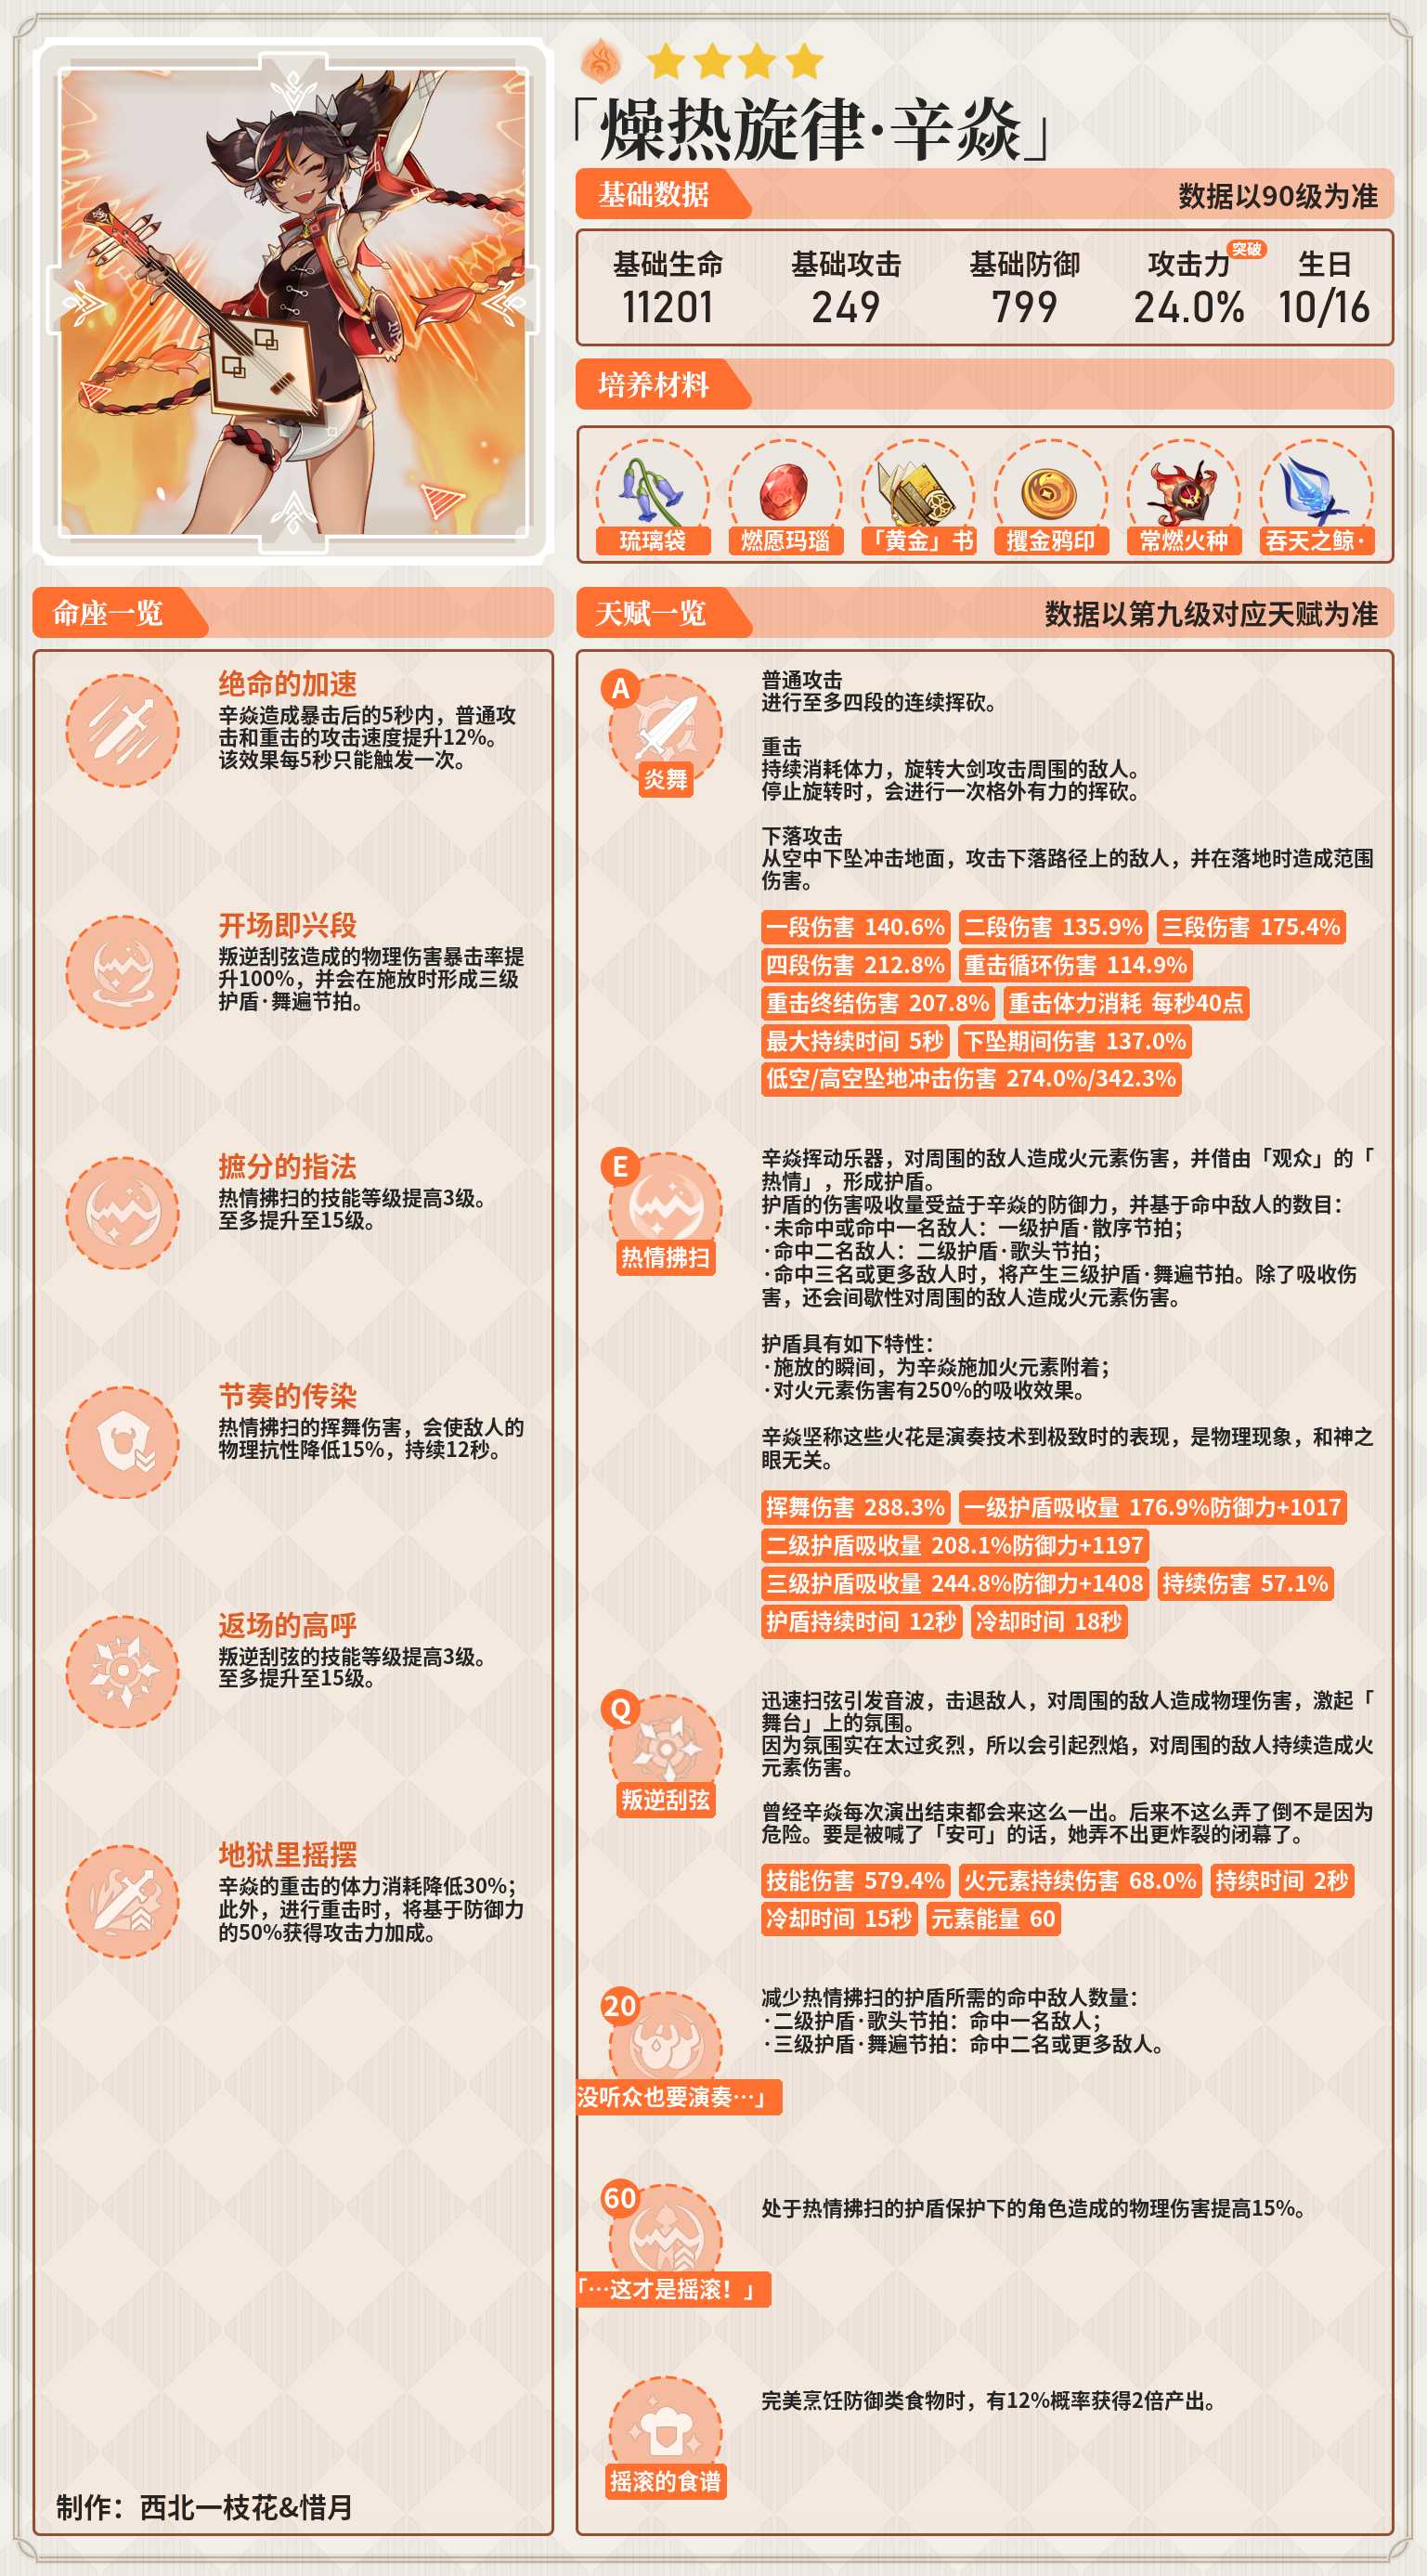 「燥热旋律·辛焱」
基础数据
数据以90级为准
基础生命
11201
基础攻击
249
基础防御
799
攻击力
突破
24.0%
生日
10/16
培养材料
琉璃袋
燃愿玛瑙
「黄金」书
攫金鸦印
常燃火种
吞天之鲸·
命座一览
绝命的加速
辛焱造成暴击后的5秒内，普通攻
击和重击的攻击速度提升12%。
该效果每5秒只能触发一次。
开场即兴段
叛逆刮弦造成的物理伤害暴击率提
升100%，并会在施放时形成三级
护盾·舞遍节拍。
摭分的指法
热情拂扫的技能等级提高3级。
至多提升至15级。
节奏的传染
热情拂扫的挥舞伤害，会使敌人的
物理抗性降低15%，持续12秒。
返场的高呼
叛逆刮弦的技能等级提高3级。
至多提升至15级。
地狱里摇摆
辛焱的重击的体力消耗降低30%；
此外，进行重击时，将基于防御力
的50%获得攻击力加成。
制作：西北一枝花&惜月
天赋一览
数据以第九级对应天赋为准
A
炎舞
普通攻击
进行至多四段的连续挥砍。
重击
持续消耗体力，旋转大剑攻击周围的敌人。
停止旋转时，会进行一次格外有力的挥砍。
下落攻击
从空中下坠冲击地面，攻击下落路径上的敌人，并在落地时造成范围
伤害。
一段伤害 140.6% 二段伤害 135.9% 三段伤害 175.4%
四段伤害 212.8% 重击循环伤害 114.9%
重击终结伤害 207.8% 重击体力消耗 每秒40点
最大持续时间 5秒 下坠期间伤害 137.0%
低空/高空坠地冲击伤害 274.0%/342.3%
E
热情拂扫
辛焱挥动乐器，对周围的敌人造成火元素伤害，并借由「观众」的「
热情」，形成护盾。
护盾的伤害吸收量受益于辛焱的防御力，并基于命中敌人的数目：
·未命中或命中一名敌人：一级护盾·散序节拍；
·命中二名敌人：二级护盾·歌头节拍；
·命中三名或更多敌人时，将产生三级护盾·舞遍节拍。除了吸收伤
害，还会间歇性对周围的敌人造成火元素伤害。
护盾具有如下特性：
·施放的瞬间，为辛焱施加火元素附着；
·对火元素伤害有250%的吸收效果。
辛焱坚称这些火花是演奏技术到极致时的表现，是物理现象，和神之
眼无关。
挥舞伤害 288.3% 一级护盾吸收量 176.9%防御力+1017
二级护盾吸收量 208.1%防御力+1197
三级护盾吸收量 244.8%防御力+1408 持续伤害 57.1%
护盾持续时间 12秒 冷却时间 18秒
Q
叛逆刮弦
迅速扫弦引发音波，击退敌人，对周围的敌人造成物理伤害，激起「
舞台」上的氛围。
因为氛围实在太过炙烈，所以会引起烈焰，对周围的敌人持续造成火
元素伤害。
曾经辛焱每次演出结束都会来这么一出。后来不这么弄了倒不是因为
危险。要是被喊了「安可」的话，她弄不出更炸裂的闭幕了。
技能伤害 579.4% 火元素持续伤害 68.0% 持续时间 2秒
冷却时间 15秒 元素能量 60
20
没听众也要演奏…」
减少热情拂扫的护盾所需的命中敌人数量：
·二级护盾·歌头节拍：命中一名敌人；
·三级护盾·舞遍节拍：命中二名或更多敌人。
60
「…这才是摇滚！」
处于热情拂扫的护盾保护下的角色造成的物理伤害提高15%。
摇滚的食谱
完美烹饪防御类食物时，有12%概率获得2倍产出。